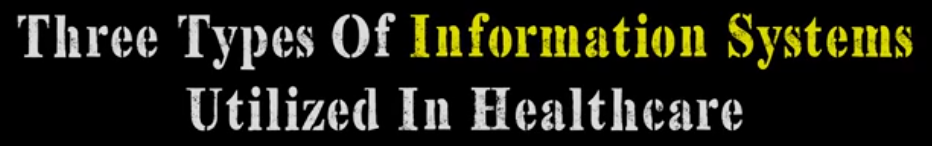 Three Types Of Information Systems
Utilized In Healthcare